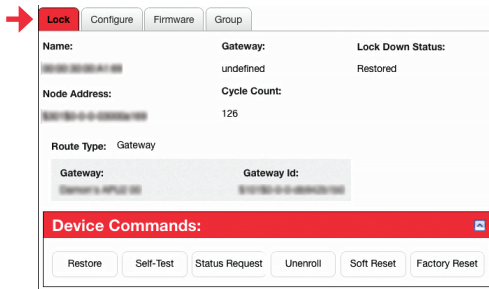 Lock Configure Firmware Group
Name: Gateway: Lock Down Status:
undefined Restored
Node Address: Cycle Count:
126
Route Type: Gateway
Gateway: Gateway Id:
Device Commands:
Restore Self-Test Status Request Unenroll Soft Reset Factory Reset